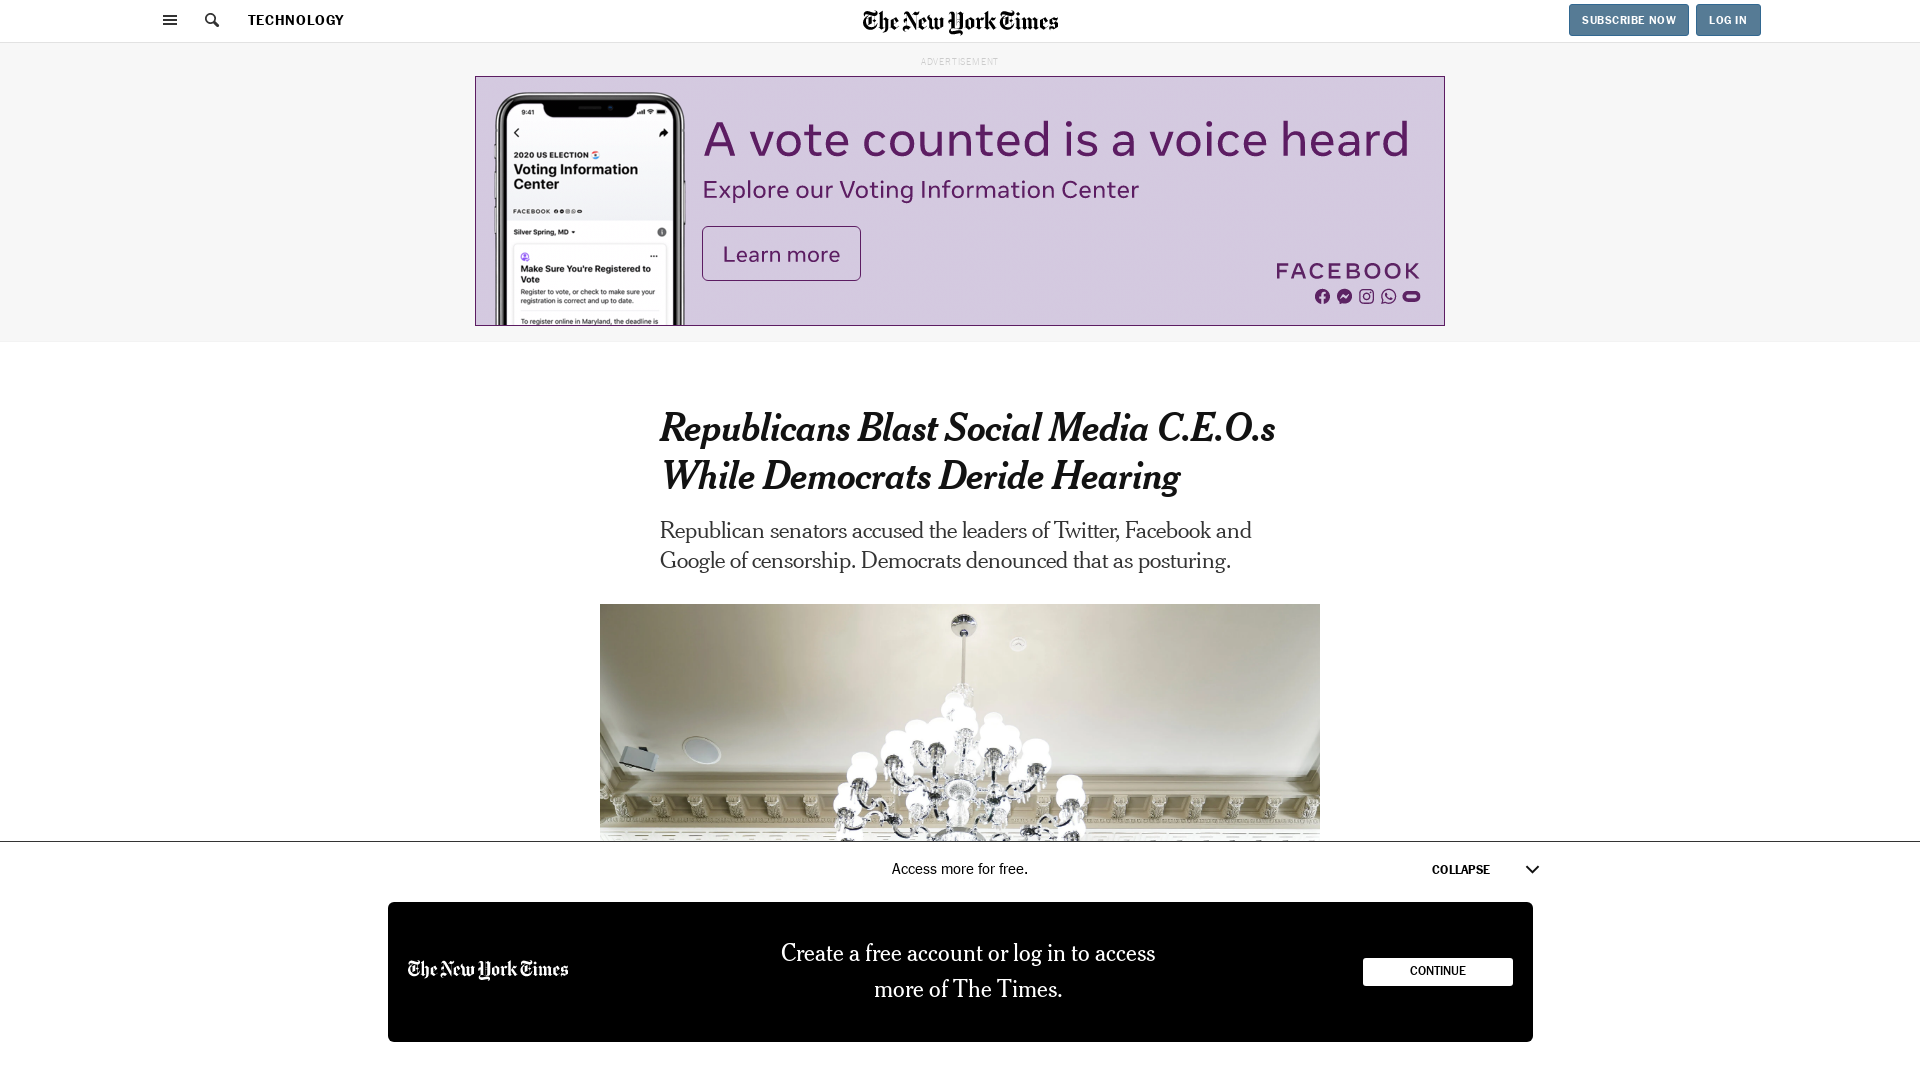 TECHNOLOGY
The New York Times
SUBSCRIBE NOW
LOG IN
ADVERTISEMENT
9:41
2020 US ELECTION
Voting Information
Center
FACEBOOK
Silver Spring, MD
Make Sure You're Registered to
Vote
Register to vote, or check to make sure your
registration is correct and up to date.
To register online in Maryland, the deadline is
A vote counted is a voice heard
Explore our Voting Information Center
Learn more
FACEBOOK
Republicans Blast Social Media C.E.O.s
While Democrats Deride Hearing
Republican senators accused the leaders of Twitter, Facebook and
Google of censorship. Democrats denounced that as posturing.
Access more for free.
COLLAPSE
The New York Times
Create a free account or log in to access
more of The Times.
CONTINUE